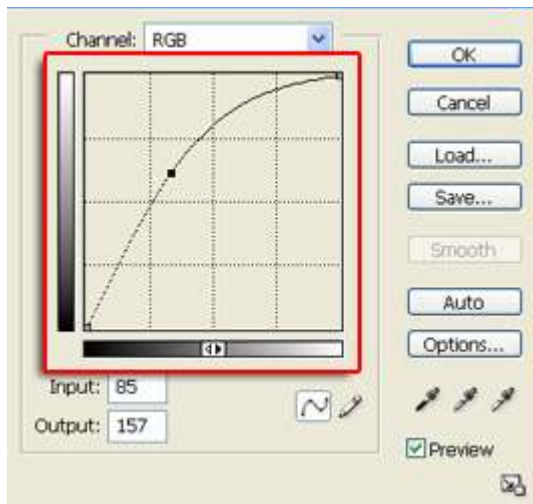 Channel: RGB
OK
Cancel
Load...
Save...
Smooth
Auto
Options...
Input: 85
Output: 157
Preview